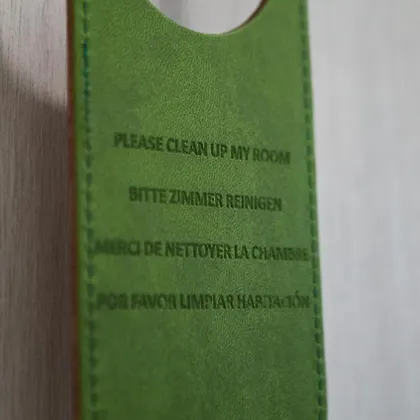 PLEASE CLEAN UP MY ROOM
BITTE ZIMMER REINIGEN
MERCI DE NETTOYER LA CHAMBRE
POR FAVOR LIMPIAR HABITACIÓN